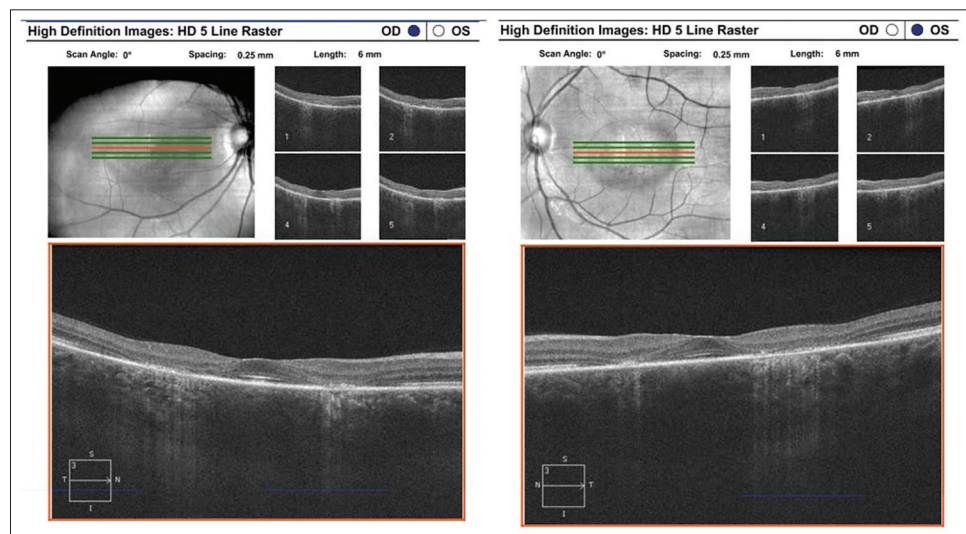 High Definition Images: HD 5 Line Raster OD OS
Scan Angle: 0° Spacing: 0.25 mm Length: 6 mm
1
2
4
5
3
S
T N
I
High Definition Images: HD 5 Line Raster OD OS
Scan Angle: 0° Spacing: 0.25 mm Length: 6 mm
1
2
4
5
3
S
N T
I